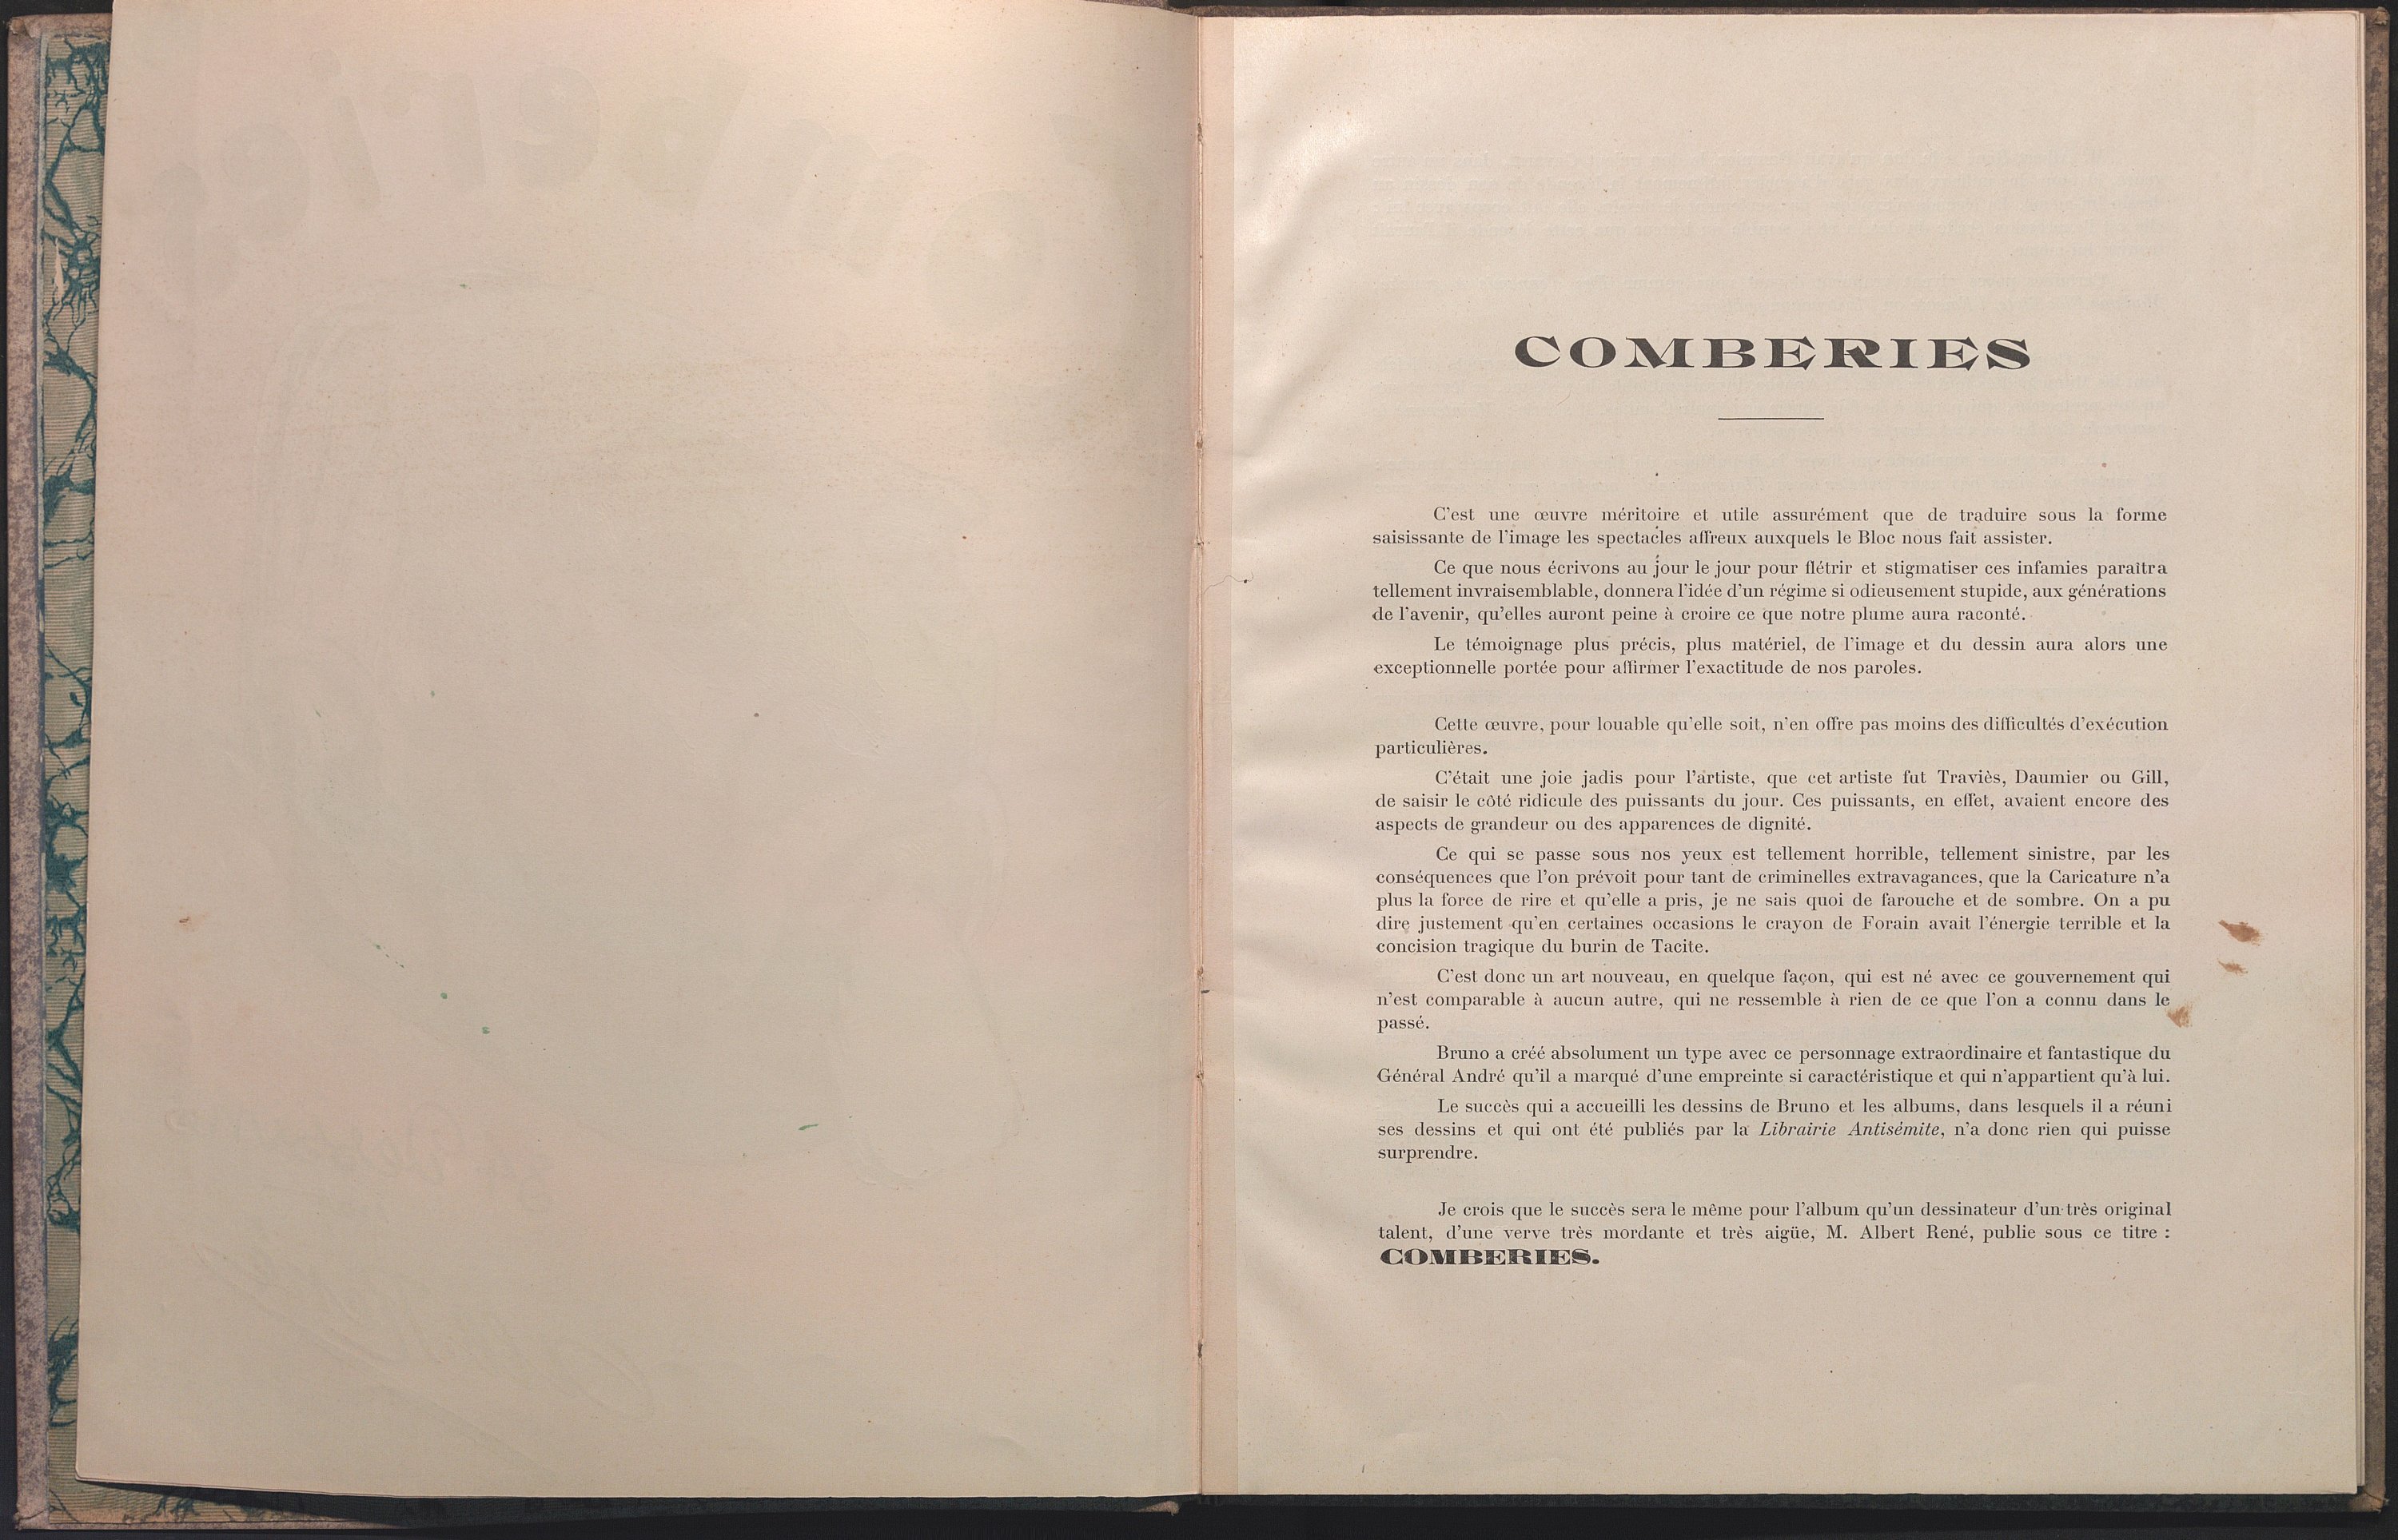 COMBERIES
C'est une œuvre méritoire et utile assurément que de traduire sous la forme
saisissante de l'image les spectacles affreux auxquels le Bloc nous fait assister.
Ce que nous écrivons au jour le jour pour flétrir et stigmatiser ces infamies paraîtra
tellement invraisemblable, donnera l'idée d'un régime si odieusement stupide, aux générations
de l'avenir, qu'elles auront peine à croire ce que notre plume aura raconté.
Le témoignage plus précis, plus matériel, de l'image et du dessin aura alors une
exceptionnelle portée pour affirmer l'exactitude de nos paroles.
Cette œuvre, pour louable qu'elle soit, n'en offre pas moins des difficultés d'exécution
particulières.
C'était une joie jadis pour l'artiste, que cet artiste fut Traviès, Daumier ou Gill,
de saisir le côté ridicule des puissants du jour. Ces puissants, en effet, avaient encore des
aspects de grandeur ou des apparences de dignité.
Ce qui se passe sous nos yeux est tellement horrible, tellement sinistre, par les
conséquences que l'on prévoit pour tant de criminelles extravagances, que la Caricature n'a
plus la force de rire et qu'elle a pris, je ne sais quoi de farouche et de sombre. On a pu
dire justement qu'en certaines occasions le crayon de Forain avait l'énergie terrible et la
concision tragique du burin de Tacite.
C'est donc un art nouveau, en quelque façon, qui est né avec ce gouvernement qui
n'est comparable à aucun autre, qui ne ressemble à rien de ce que l'on a connu dans le
passé.
Bruno a créé absolument un type avec ce personnage extraordinaire et fantastique du
Général André qu'il a marqué d'une empreinte si caractéristique et qui n'appartient qu'à lui.
Le succès qui a accueilli les dessins de Bruno et les albums, dans lesquels il a réuni
ses dessins et qui ont été publiés par la Librairie Antisémite, n'a donc rien qui puisse
surprendre.
Je crois que le succès sera le même pour l'album qu'un dessinateur d'un très original
talent, d'une verve très mordante et très aigüe, M. Albert René, publie sous ce titre :
COMBERIES.